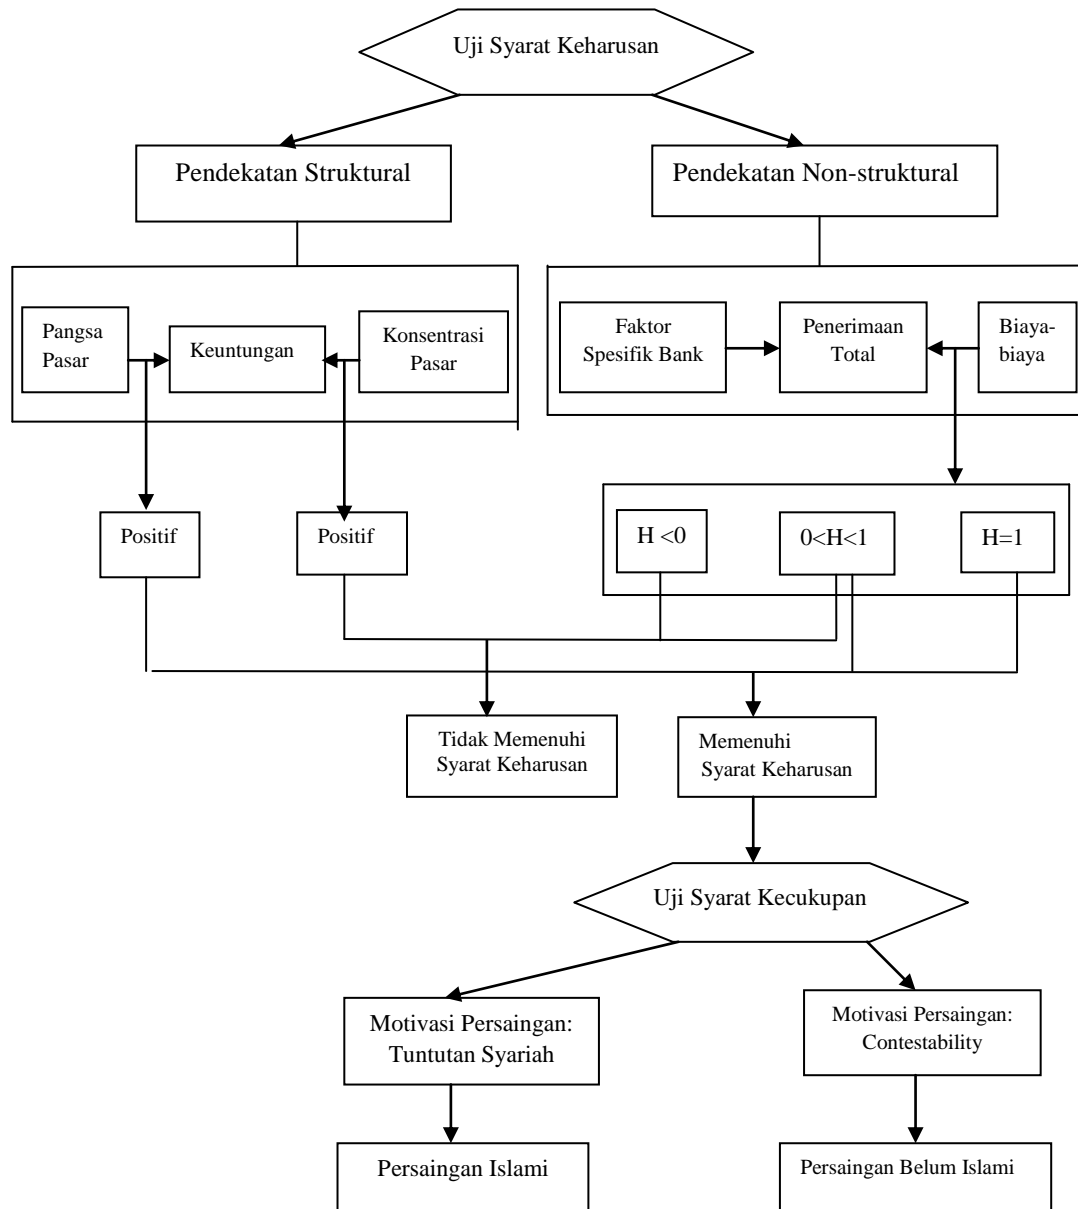 Uji Syarat Keharusan
Pendekatan Struktural
Pendekatan Non-struktural
Pangsa
Pasar
Keuntungan
Konsentrasi
Pasar
Faktor
Spesifik Bank
Penerimaan
Total
Biaya-
biaya
Positif
Positif
H <0
0<H<1
H=1
Tidak Memenuhi
Syarat Keharusan
Memenuhi
Syarat Keharusan
Uji Syarat Kecukupan
Motivasi Persaingan:
Tuntutan Syariah
Motivasi Persaingan:
Contestability
Persaingan Islami
Persaingan Belum Islami